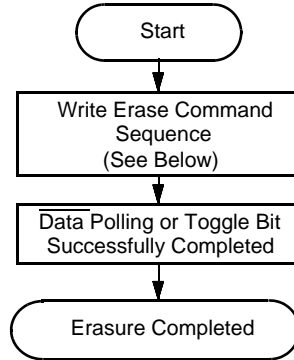 Start
Write Erase Command
Sequence
(See Below)
Data Polling or Toggle Bit
Successfully Completed
Erasure Completed